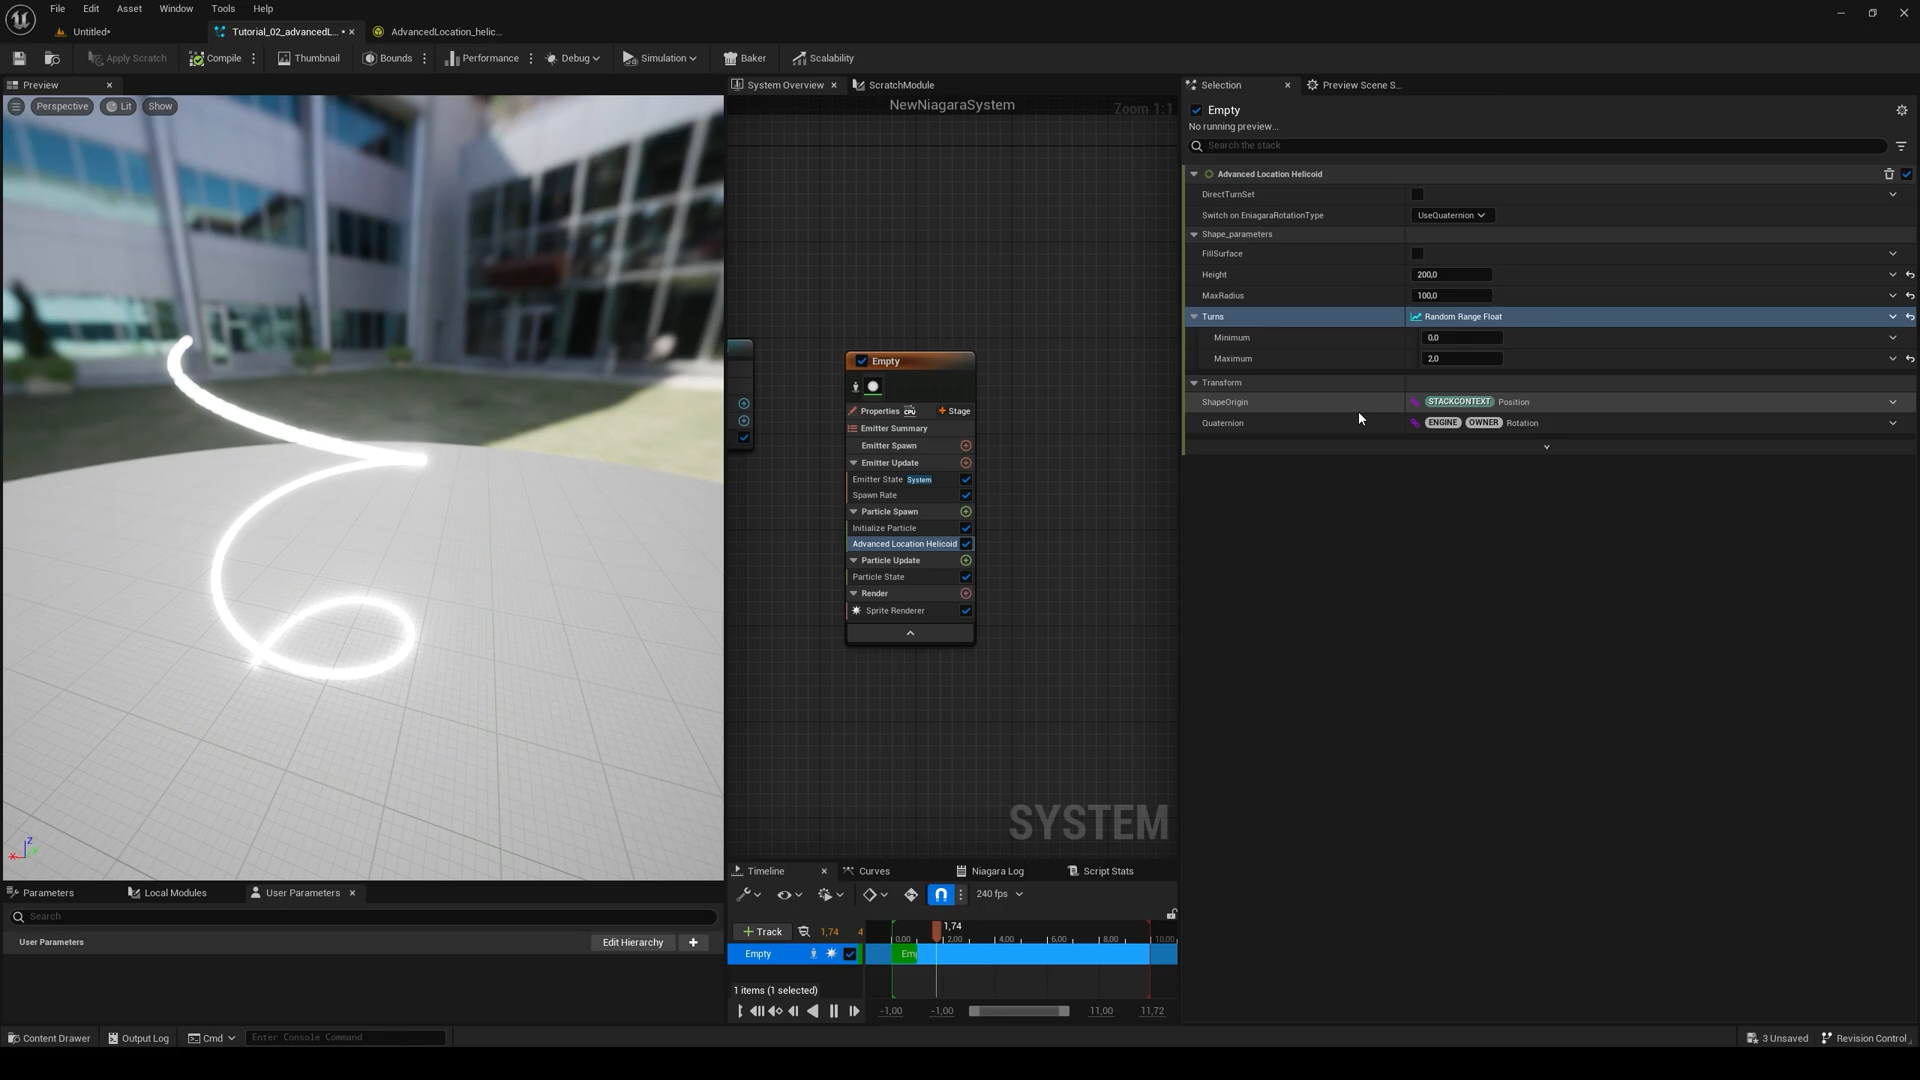 File Edit Asset Window Tools Help
Untitled*
Tutorial_02_advancedL... •
AdvancedLocation_helic...
Apply Scratch
Compile
Thumbnail
Bounds
Performance
Debug
Simulation
Baker
Scalability
Preview
Perspective
Lit
Show
System Overview
ScratchModule
NewNiagaraSystem
Zoom 1:1
Empty
Properties
CPU
Stage
Emitter Summary
Emitter Spawn
Emitter Update
Emitter State System
Spawn Rate
Particle Spawn
Initialize Particle
Advanced Location Helicoid
Particle Update
Particle State
Render
Sprite Renderer
SYSTEM
Selection
Preview Scene S...
Empty
No running preview...
Search the stack
Advanced Location Helicoid
DirectTurnSet
Switch on ENiagaraRotationType UseQuaternion
Shape_parameters
FillSurface
Height 200,0
MaxRadius 100,0
Turns Random Range Float
Minimum 0,0
Maximum 2,0
Transform
ShapeOrigin STACKCONTEXT Position
Quaternion ENGINE OWNER Rotation
Z
X
Parameters
Local Modules
User Parameters
Search
User Parameters
Edit Hierarchy
Timeline
Curves
Niagara Log
Script Stats
240 fps
Track
1,74
4
1,74
0,00 2,00 4,00 6,00 8,00 10,00
Empty
Em
1 items (1 selected)
-1,00 -1,00 11,00 11,72
Content Drawer
Output Log
Cmd
Enter Console Command
3 Unsaved
Revision Control